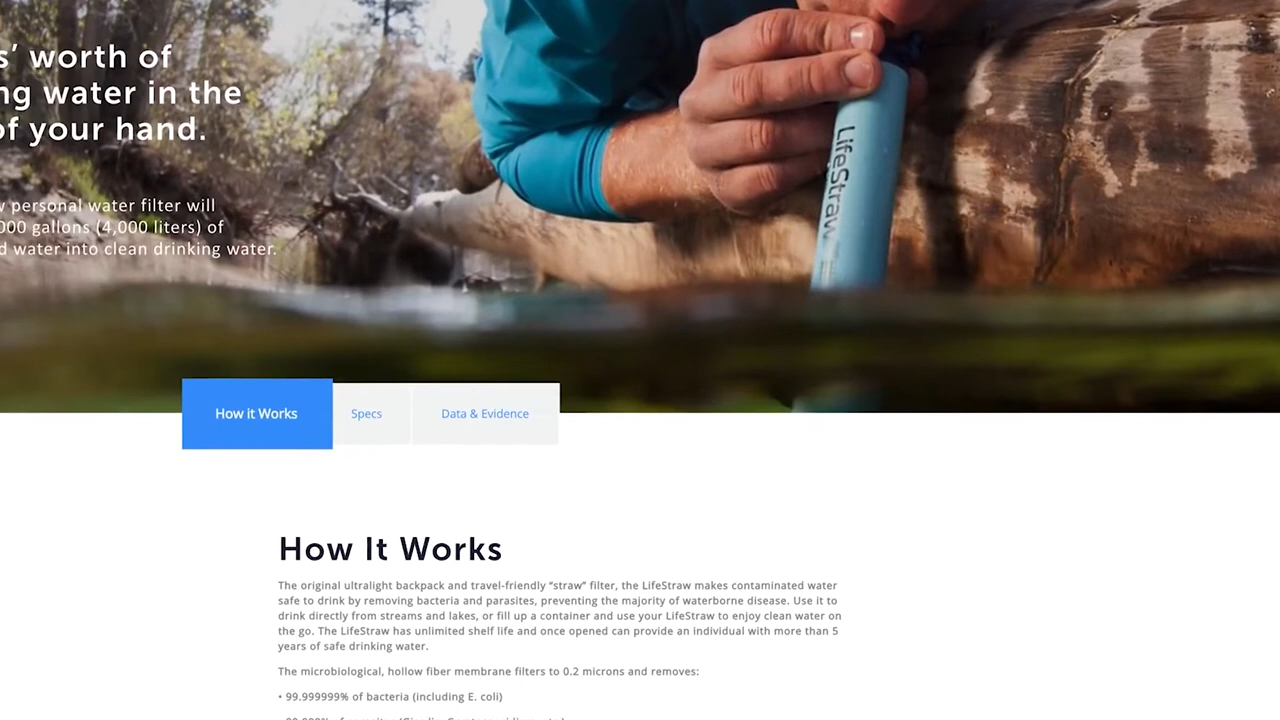 s’ worth of
ng water in the
of your hand.
w personal water filter will
000 gallons (4,000 liters) of
d water into clean drinking water.
LifeStraw
How it Works
Specs
Data & Evidence
How It Works
The original ultralight backpack and travel-friendly “straw” filter, the LifeStraw makes contaminated water
safe to drink by removing bacteria and parasites, preventing the majority of waterborne disease. Use it to
drink directly from streams and lakes, or fill up a container and use your LifeStraw to enjoy clean water on
the go. The LifeStraw has unlimited shelf life and once opened can provide an individual with more than 5
years of safe drinking water.
The microbiological, hollow fiber membrane filters to 0.2 microns and removes:
• 99.999999% of bacteria (including E. coli)